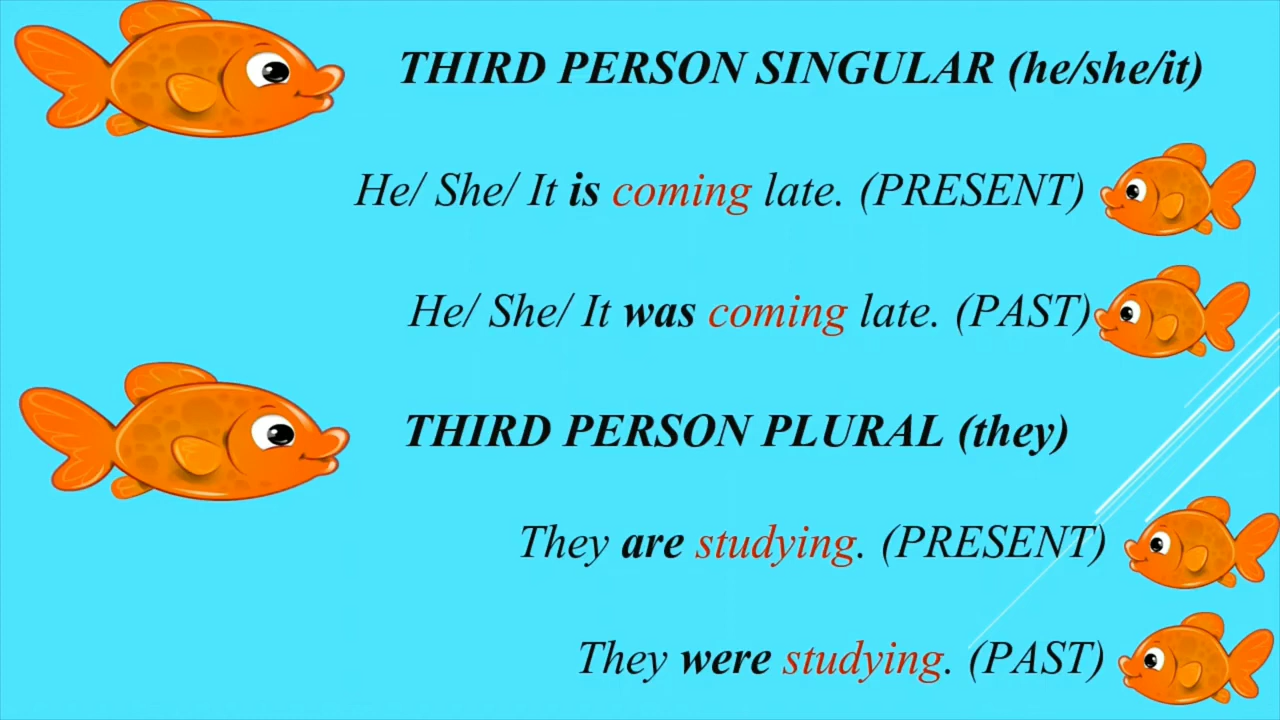 THIRD PERSON SINGULAR (he/she/it)
He/ She/ It is coming late. (PRESENT)
He/ She/ It was coming late. (PAST)
THIRD PERSON PLURAL (they)
They are studying. (PRESENT)
They were studying. (PAST)